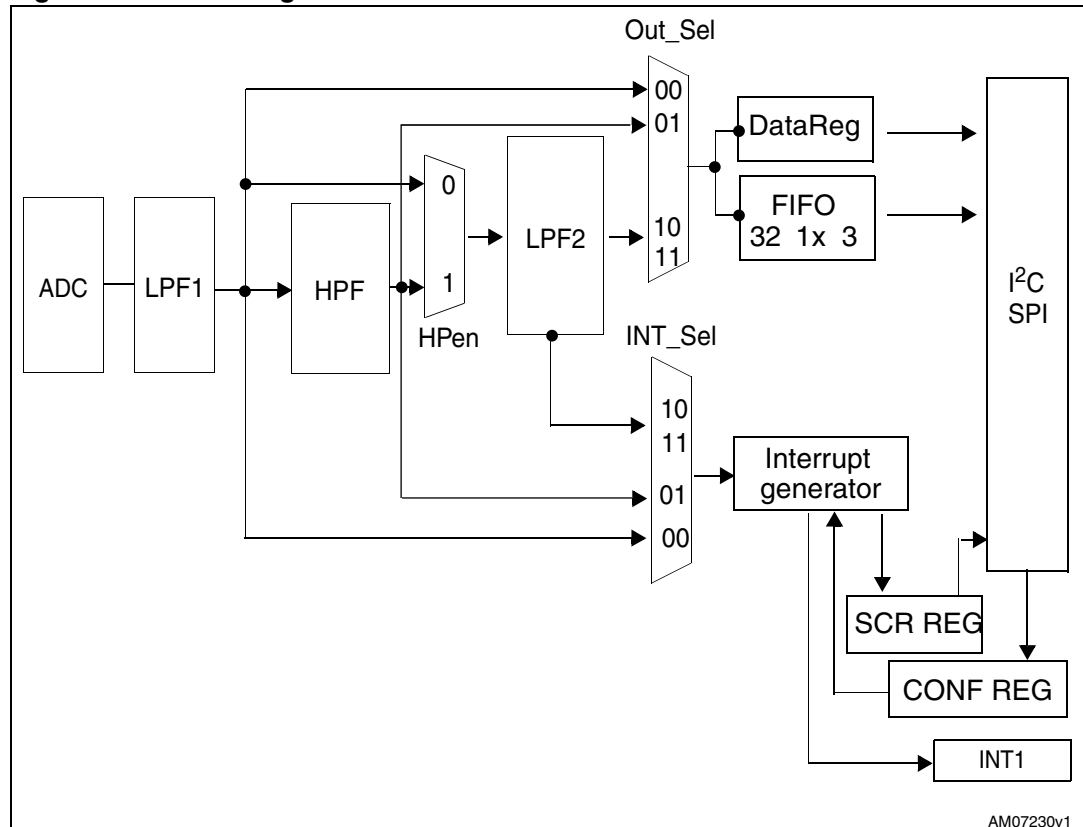 Out_Sel
00
01
10
11
DataReg
FIFO
32 1x 3
I²C
SPI
ADC
LPF1
HPF
0
1
HPen
LPF2
INT_Sel
10
11
01
00
Interrupt
generator
SCR REG
CONF REG
INT1
AM07230v1